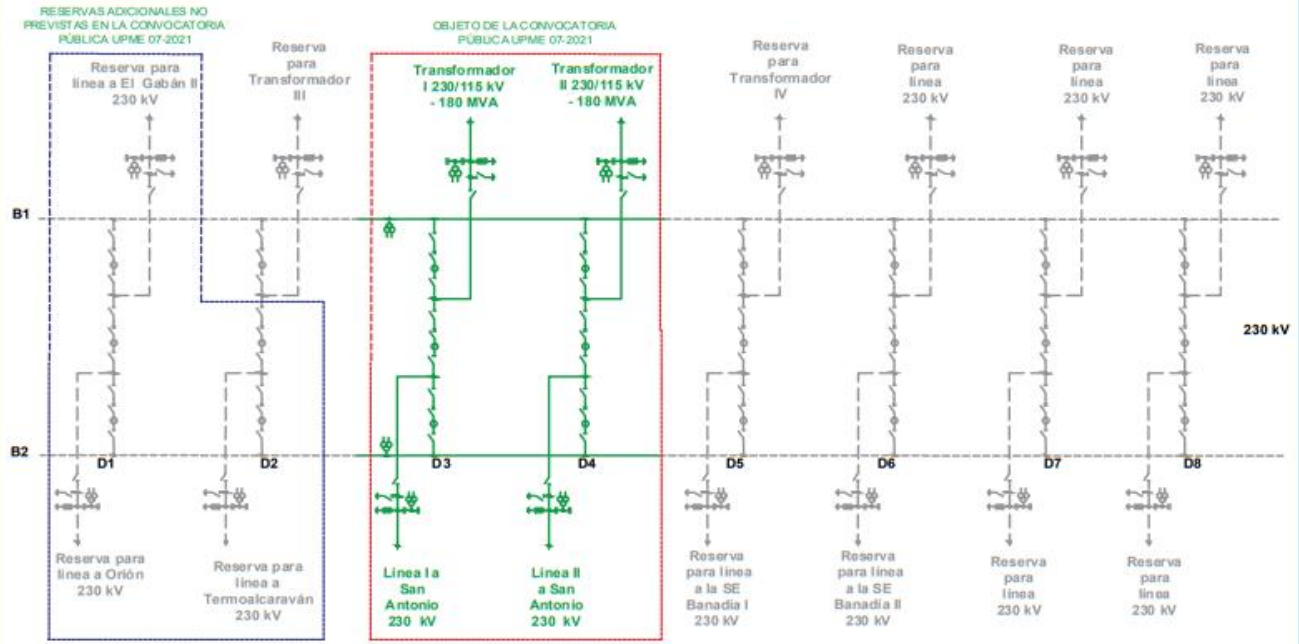 RESERVAS ADICIONALES NO
PREVISTAS EN LA CONVOCATORIA
PÚBLICA UPME 07-2021
OBJETO DE LA CONVOCATORIA
PÚBLICA UPME 07-2021
Reserva para
línea a El Gabán II
230 kV
Reserva
para
Transformador
III
Transformador
I 230/115 kV
- 180 MVA
Transformador
II 230/115 kV
- 180 MVA
Reserva
para
Transformador
IV
Reserva
para
línea
230 kV
Reserva
para
línea
230 kV
Reserva
para
línea
230 kV
B1
230 kV
B2
D1
D2
D3
D4
D5
D6
D7
D8
Reserva para
línea a Orión
230 kV
Reserva para
línea a
Termoalcaraván
230 kV
Línea I a
San
Antonio
230 kV
Línea II
a San
Antonio
230 kV
Reserva
para línea
a la SE
Banadía I
230 kV
Reserva
para línea
a la SE
Banadía II
230 kV
Reserva
para
línea
230 kV
Reserva
para
línea
230 kV